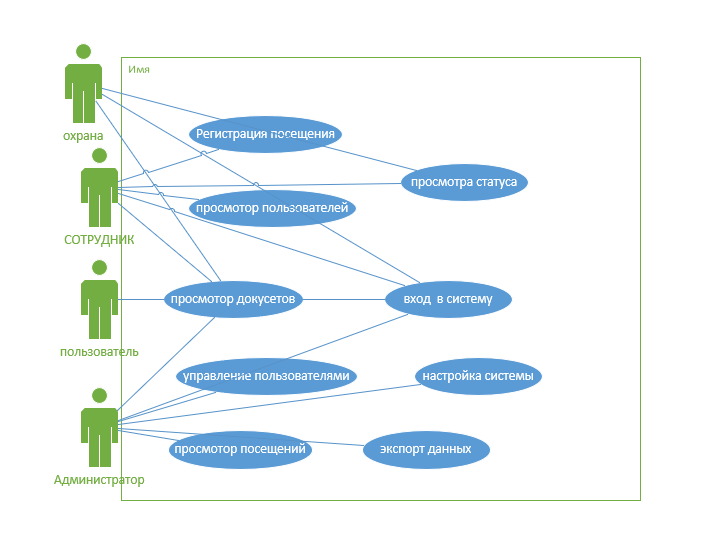 Имя
охрана
Регистрация посещения
просмотра статуса
СОТРУДНИК
просмотор пользователей
просмотор докусетов
вход в систему
пользователь
управление пользователями
настройка системы
просмотор посещений
экспорт данных
Администратор